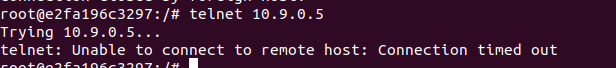 root@e2fa196c3297:/# telnet 10.9.0.5
Trying 10.9.0.5...
telnet: Unable to connect to remote host: Connection timed out
root@e2fa196c3297:/#